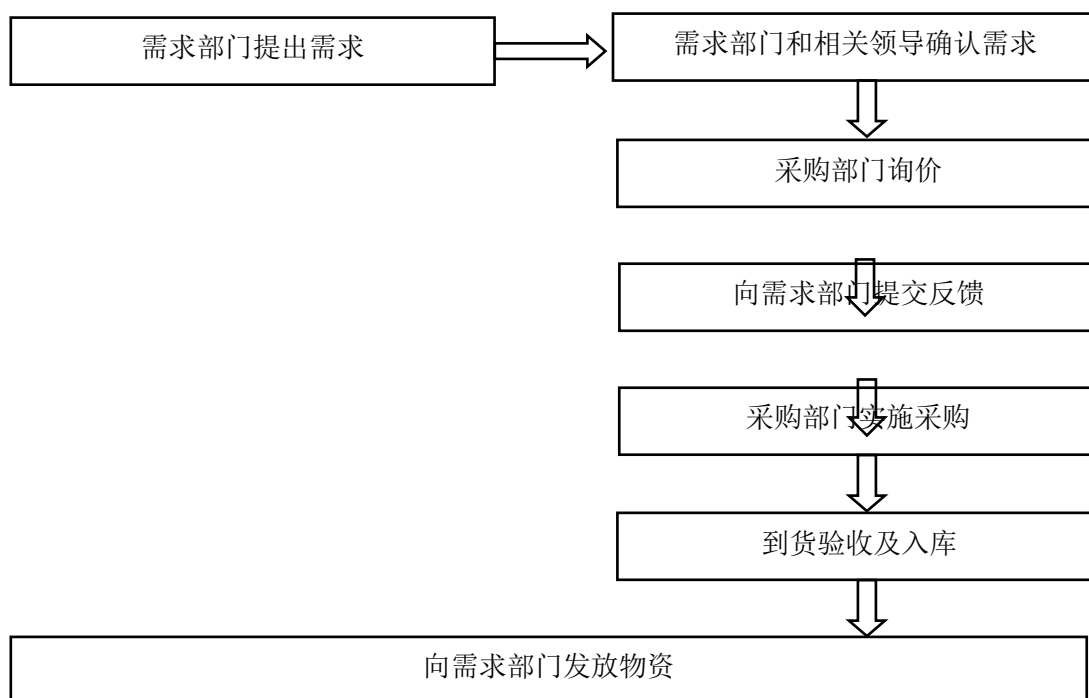 需求部门提出需求
需求部门和相关领导确认需求
采购部门询价
向需求部门提交反馈
采购部门实施采购
到货验收及入库
向需求部门发放物资